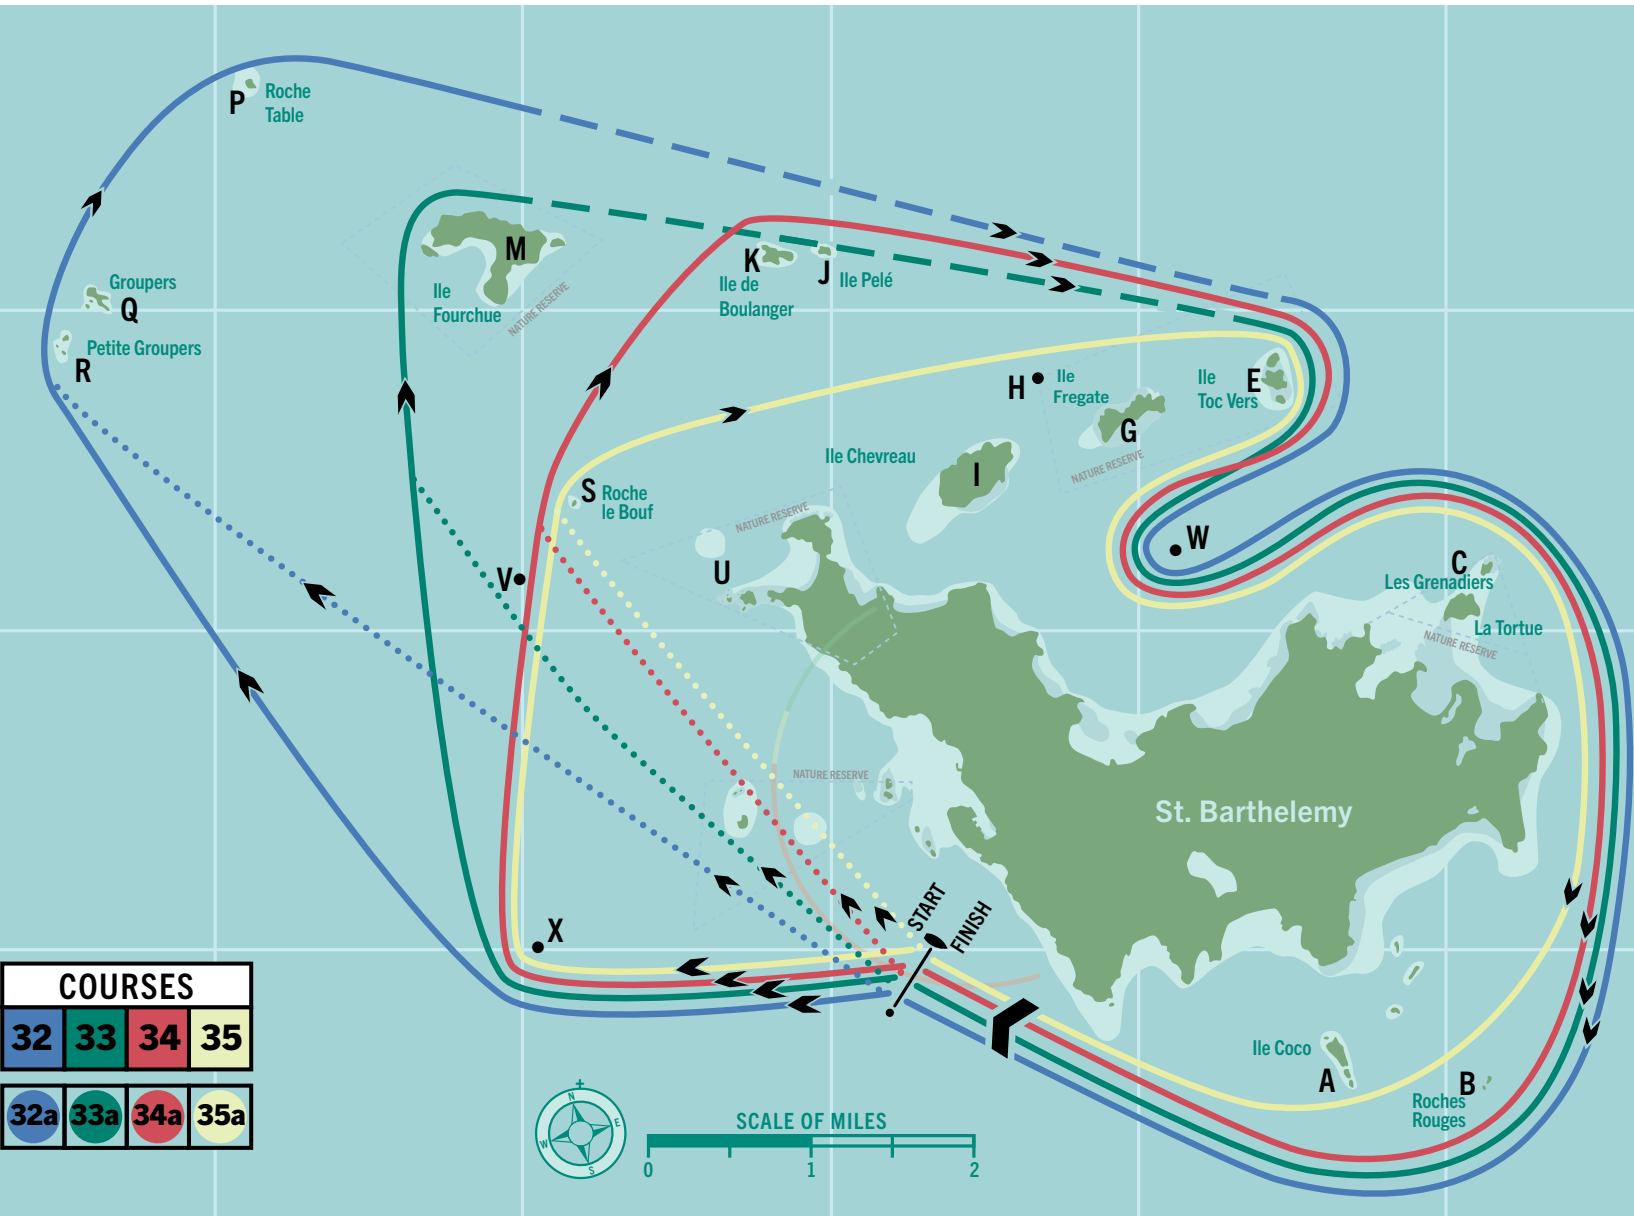 P
Roche
Table
M
Ile
Fourchue
NATURE RESERVE
K
Ile de
Boulanger
J
Ile Pelé
Groupers
Q
Petite Groupers
R
H
Ile
Fregate
G
NATURE RESERVE
Ile
Toc Vers
E
Ile Chevreau
I
S
Roche
le Bouf
NATURE RESERVE
U
V
W
C
Les Grenadiers
La Tortue
NATURE RESERVE
NATURE RESERVE
St. Barthelemy
X
START
FINISH
Ile Coco
A
B
Roches
Rouges
COURSES
32 33 34 35
32a 33a 34a 35a
N
E
S
W
SCALE OF MILES
0 1 2